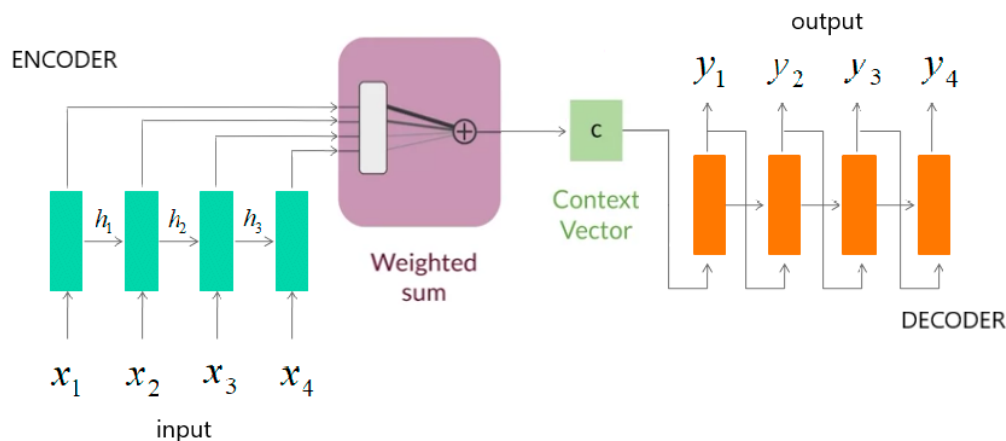 output
ENCODER
y₁ y₂ y₃ y₄
c
h₁ h₂ h₃
Context
Vector
Weighted
sum
DECODER
x₁ x₂ x₃ x₄
input